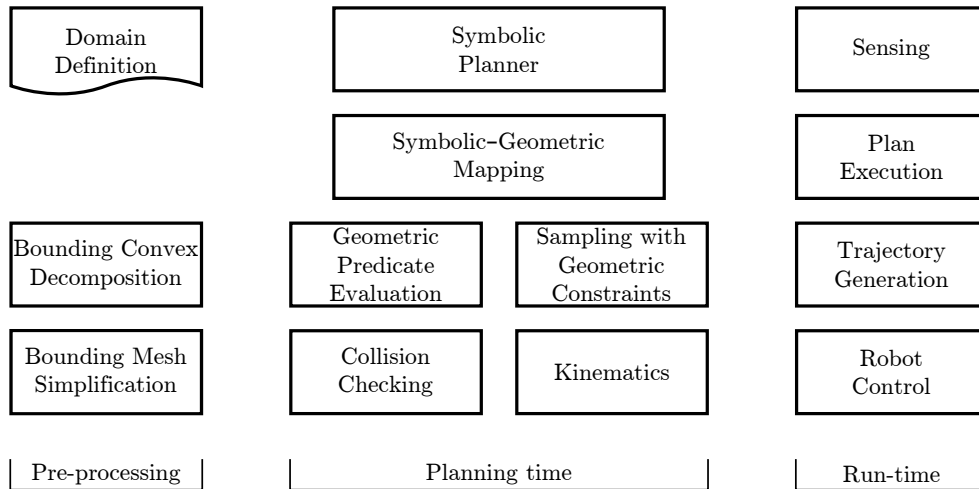 Domain
Definition
Symbolic
Planner
Sensing
Symbolic-Geometric
Mapping
Plan
Execution
Bounding Convex
Decomposition
Geometric
Predicate
Evaluation
Sampling with
Geometric
Constraints
Trajectory
Generation
Bounding Mesh
Simplification
Collision
Checking
Kinematics
Robot
Control
Pre-processing
Planning time
Run-time